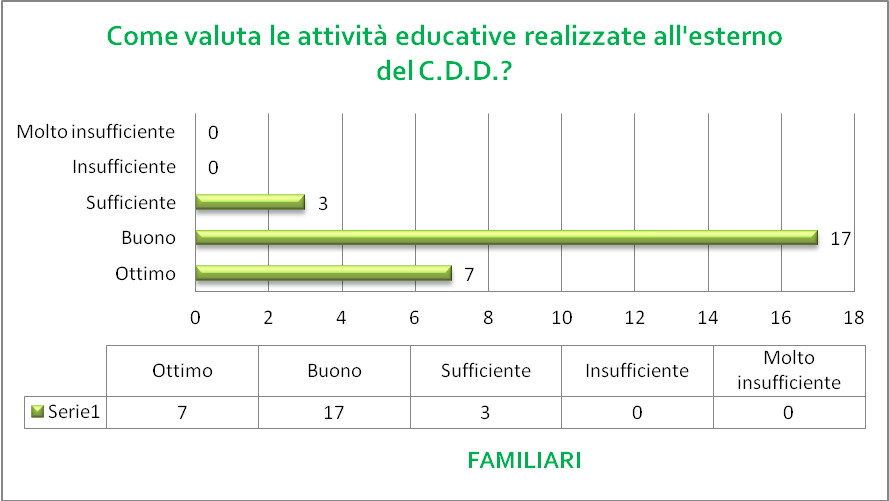 Come valuta le attività educative realizzate all'esterno
del C.D.D.?
Molto insufficiente 0
Insufficiente 0
Sufficiente 3
Buono 17
Ottimo 7
0 2 4 6 8 10 12 14 16 18
Ottimo Buono Sufficiente Insufficiente Molto insufficiente
Serie1 7 17 3 0 0
FAMILIARI